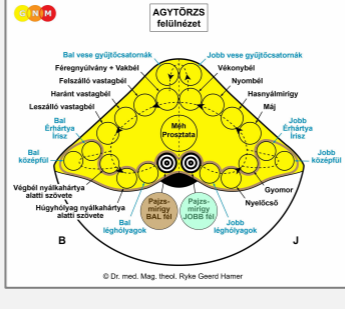 GNM
AGYTÖRZS
felülnézet
Bal vese gyűjtőcsatornák
Jobb vese gyűjtőcsatornák
Féregnyúlvány + Vakbél
Vékonybél
Felszálló vastagbél
Nyombél
Haránt vastagbél
Hasnyálmirigy
Leszálló vastagbél
Máj
Bal
Érhártya
Írisz
Méh
Prosztata
Jobb
Érhártya
Írisz
Bal
középfül
Jobb
középfül
Végbél nyálkahártya
alatti szövete
Gyomor
Húgyhólyag nyálkahártya
alatti szövete
Nyelőcső
Pajzs-
mirigy
BAL fél
Pajzs-
mirigy
JOBB fél
Bal
léghólyagok
Jobb
léghólyagok
B
J
© Dr. med. Mag. theol. Ryke Geerd Hamer